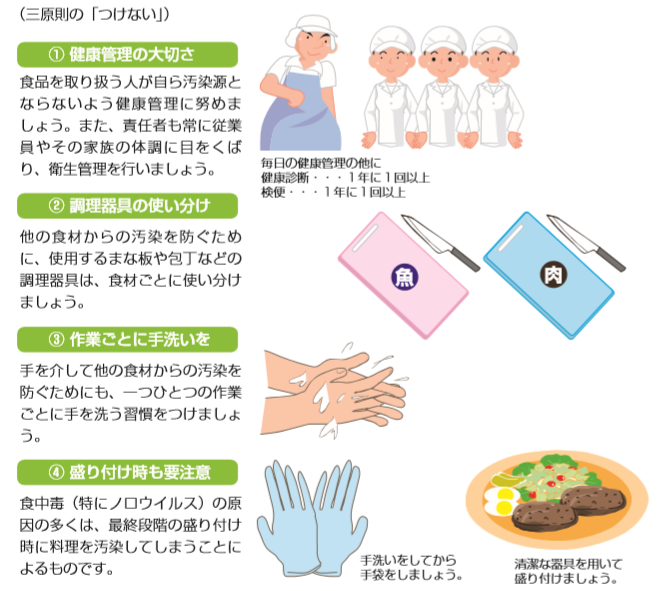 （三原則の「つけない」）
① 健康管理の大切さ
食品を取り扱う人が自ら汚染源と
ならないよう健康管理に努めま
しょう。また、責任者も常に従業
員やその家族の体調に目をくば
り、衛生管理を行いましょう。
毎日の健康管理の他に
健康診断・・・１年に１回以上
検便・・・１年に１回以上
② 調理器具の使い分け
他の食材からの汚染を防ぐため
に、使用するまな板や包丁などの
調理器具は、食材ごとに使い分け
ましょう。
魚
肉
③ 作業ごとに手洗いを
手を介して他の食材からの汚染を
防ぐためにも、一つひとつの作業
ごとに手を洗う習慣をつけましょ
う。
④ 盛り付け時も要注意
食中毒（特にノロウイルス）の原
因の多くは、最終段階の盛り付け
時に料理を汚染してしまうことに
よるものです。
手洗いをしてから
手袋をしましょう。
清潔な器具を用いて
盛り付けましょう。